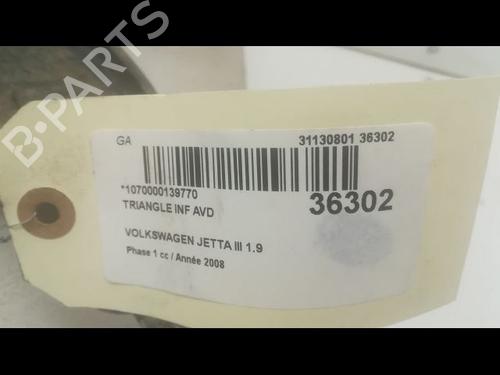 GA 31130801 36302
*1070000139770 36302
TRIANGLE INF AVD
VOLKSWAGEN JETTA III 1.9
Phase 1 cc / Année 2008
B-PARTS